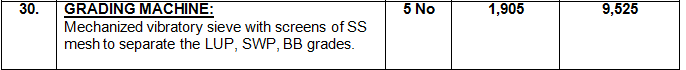 30. GRADING MACHINE: 5 No 1,905 9,525
Mechanized vibratory sieve with screens of SS
mesh to separate the LUP, SWP, BB grades.